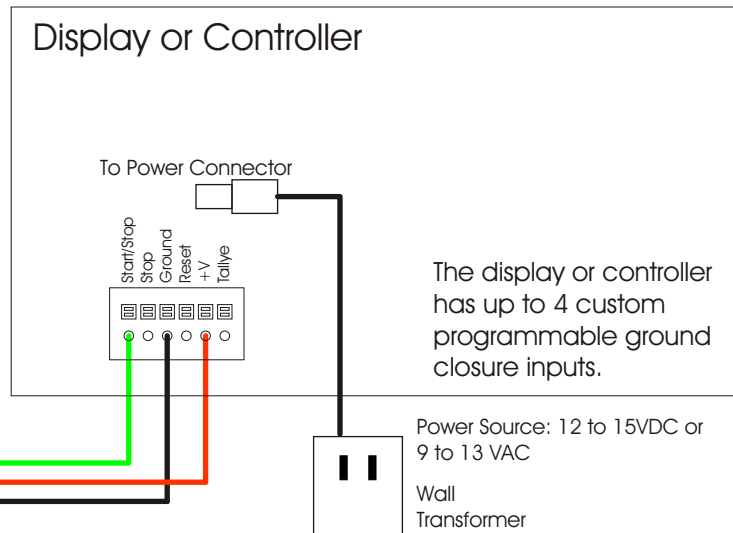 Display or Controller
To Power Connector
Start/Stop
Stop
Ground
Reset
+V
Tallye
The display or controller
has up to 4 custom
programmable ground
closure inputs.
Power Source: 12 to 15VDC or
9 to 13 VAC
Wall
Transformer